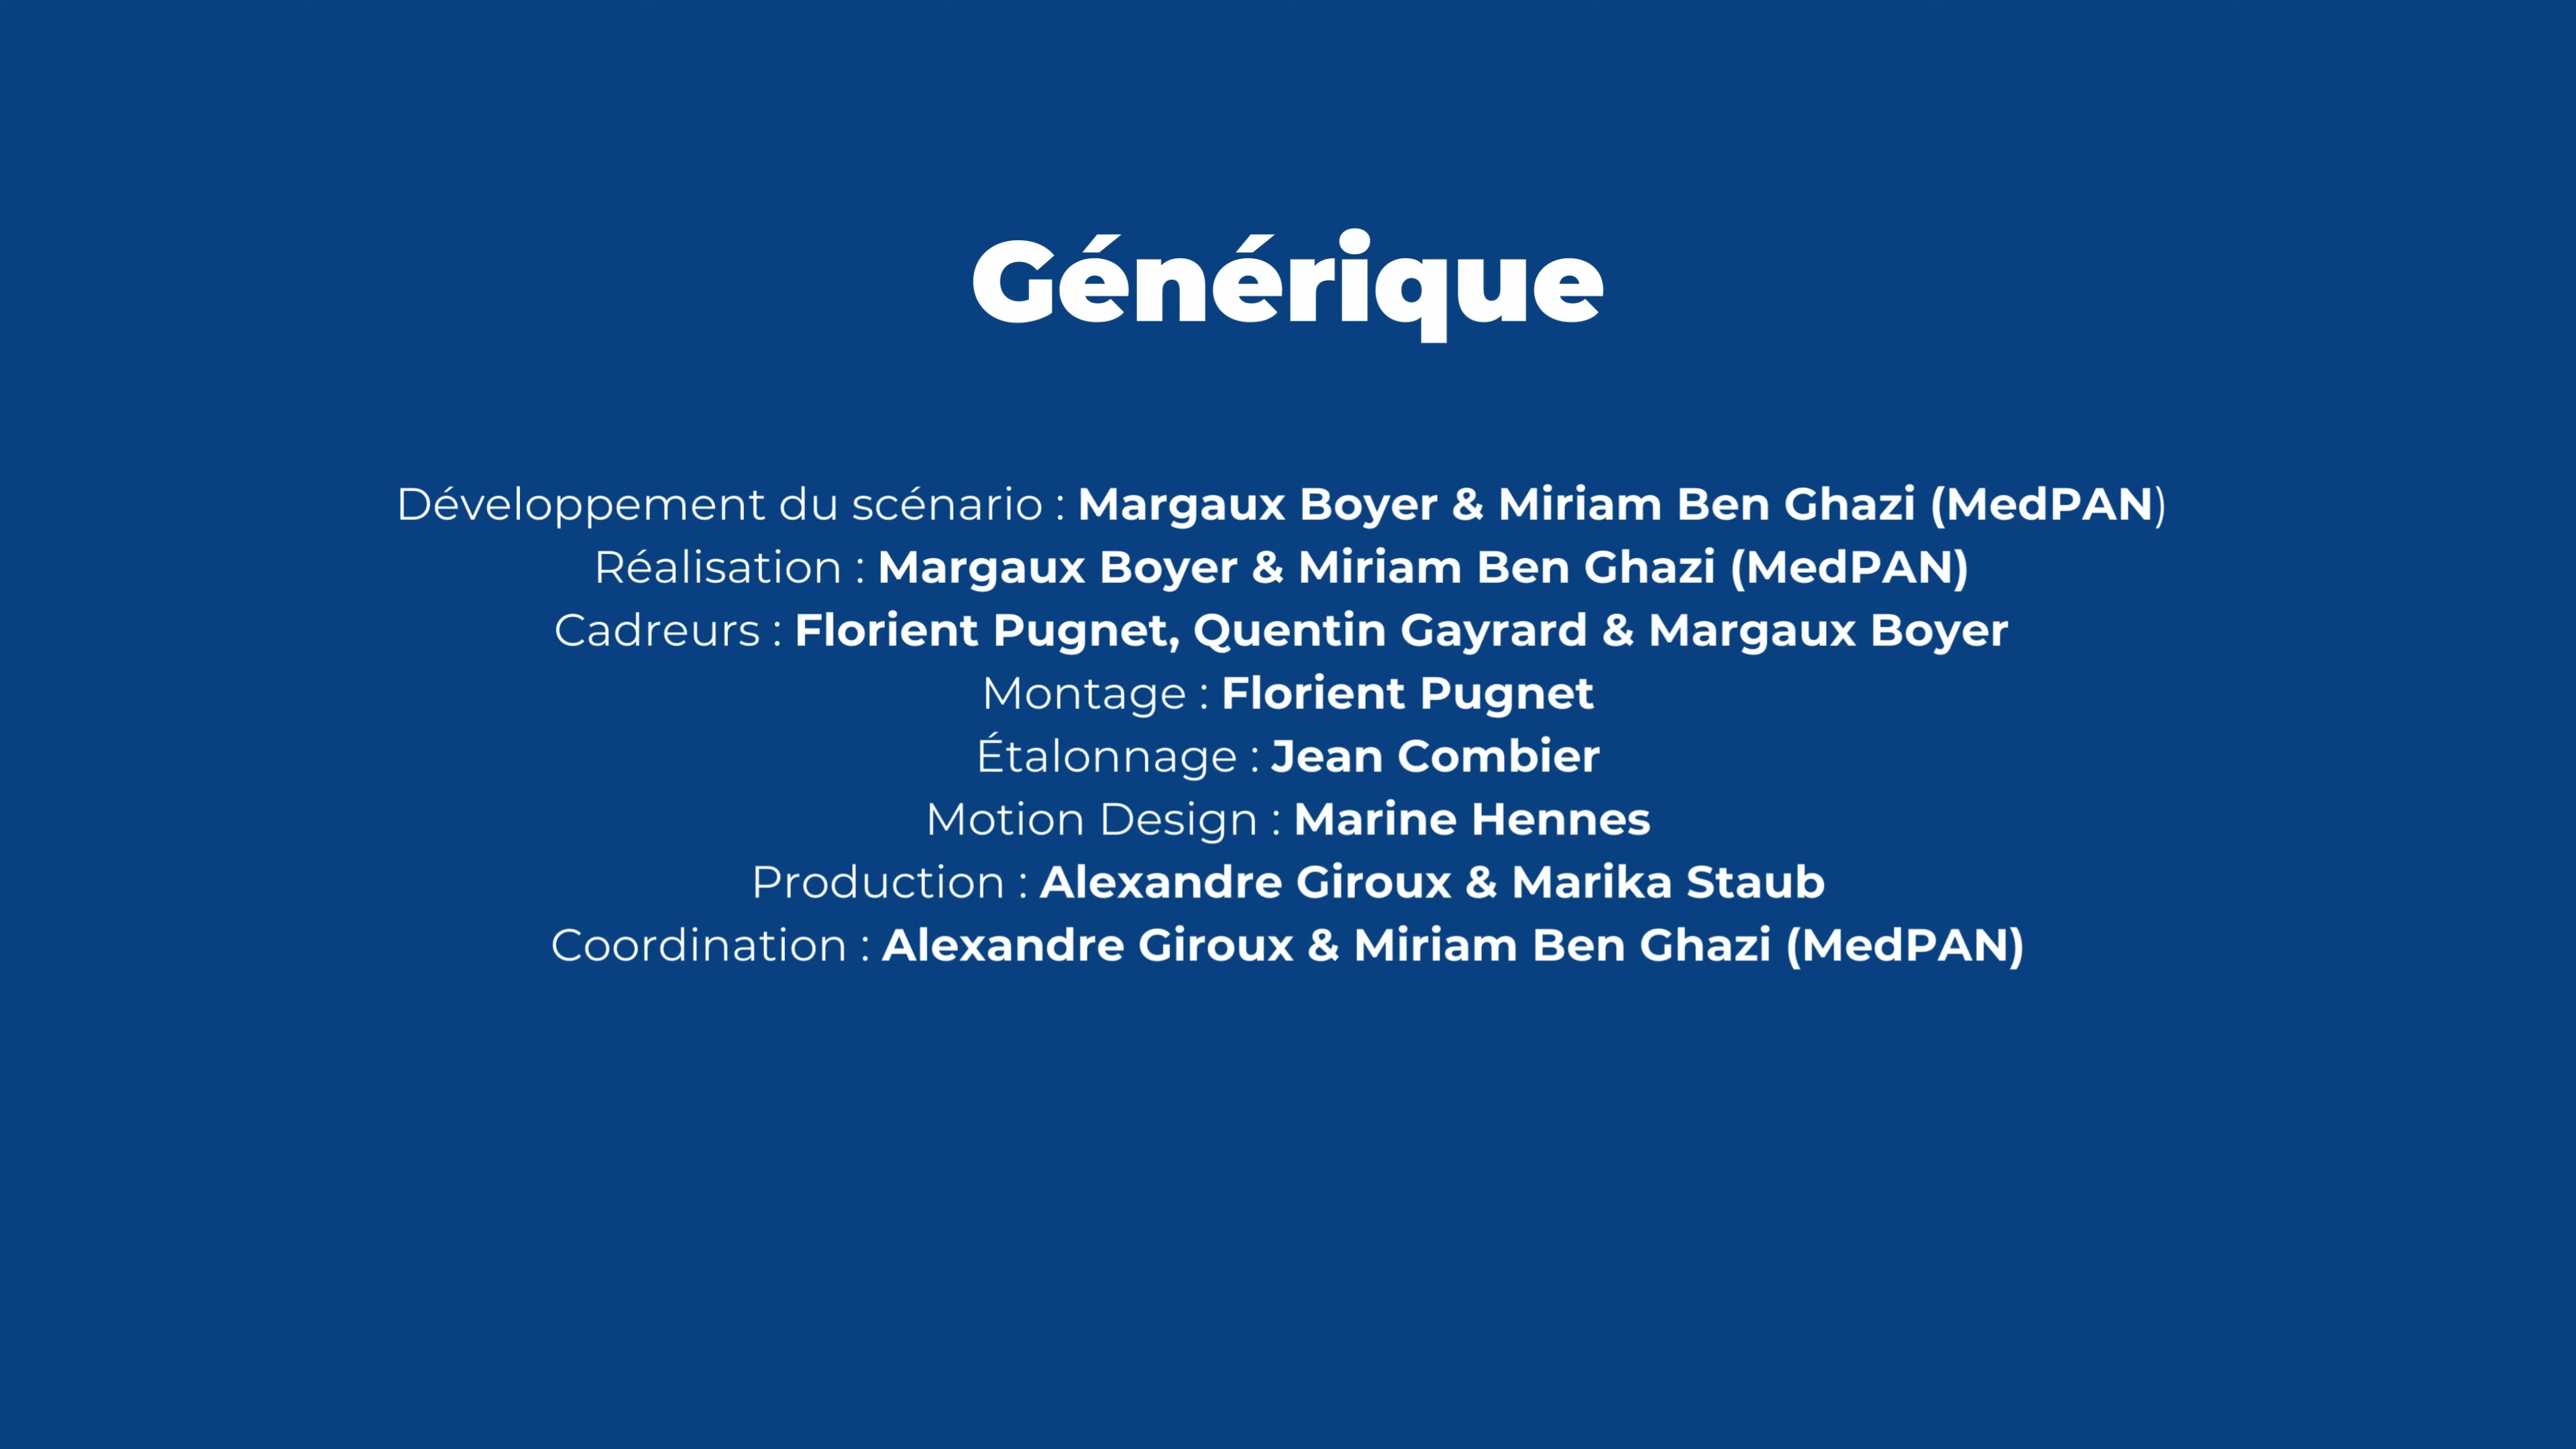 Générique
Développement du scénario : Margaux Boyer & Miriam Ben Ghazi (MedPAN)
Réalisation : Margaux Boyer & Miriam Ben Ghazi (MedPAN)
Cadreurs : Florient Pugnet, Quentin Gayrard & Margaux Boyer
Montage : Florient Pugnet
Étalonnage : Jean Combier
Motion Design : Marine Hennes
Production : Alexandre Giroux & Marika Staub
Coordination : Alexandre Giroux & Miriam Ben Ghazi (MedPAN)